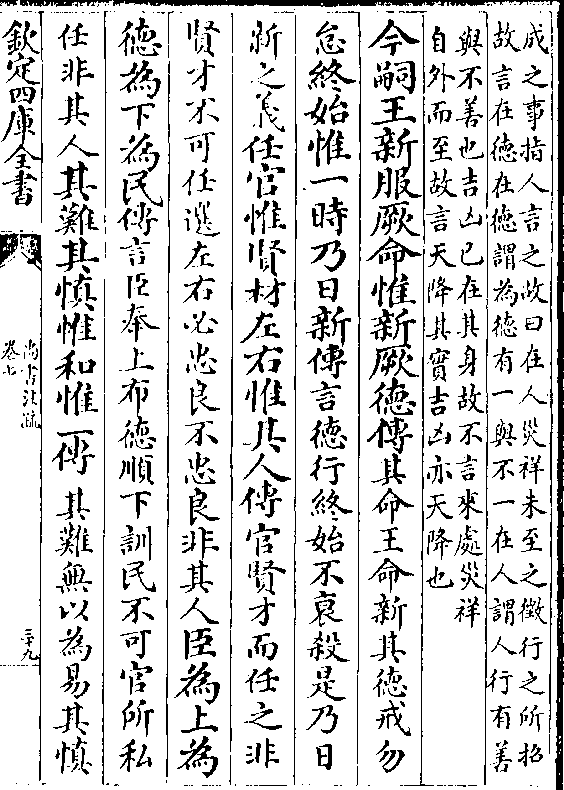 成之事指人言之故曰在人災祥未至之徵行之所招
故言在德在德謂為德有一與不一在人謂人行有善
與不善也吉凶已在其身故不言來處災祥
自外而至故言天降其實吉凶亦天降也
今嗣王新服厥命惟新厥德傳其命王命新其德戒勿
怠終始惟一時乃日新傳言德行終始不衰殺是乃日
新之義任官惟賢材左右惟其人傳官賢才而任之非
賢才不可任選左右必忠良不忠良非其人臣為上為
德為下為民傳言臣奉上布德順下訓民不可官所私
任非其人其難其慎惟和惟一傳其難無以為易其慎
欽定四庫全書
尚書注疏
卷七
三十九